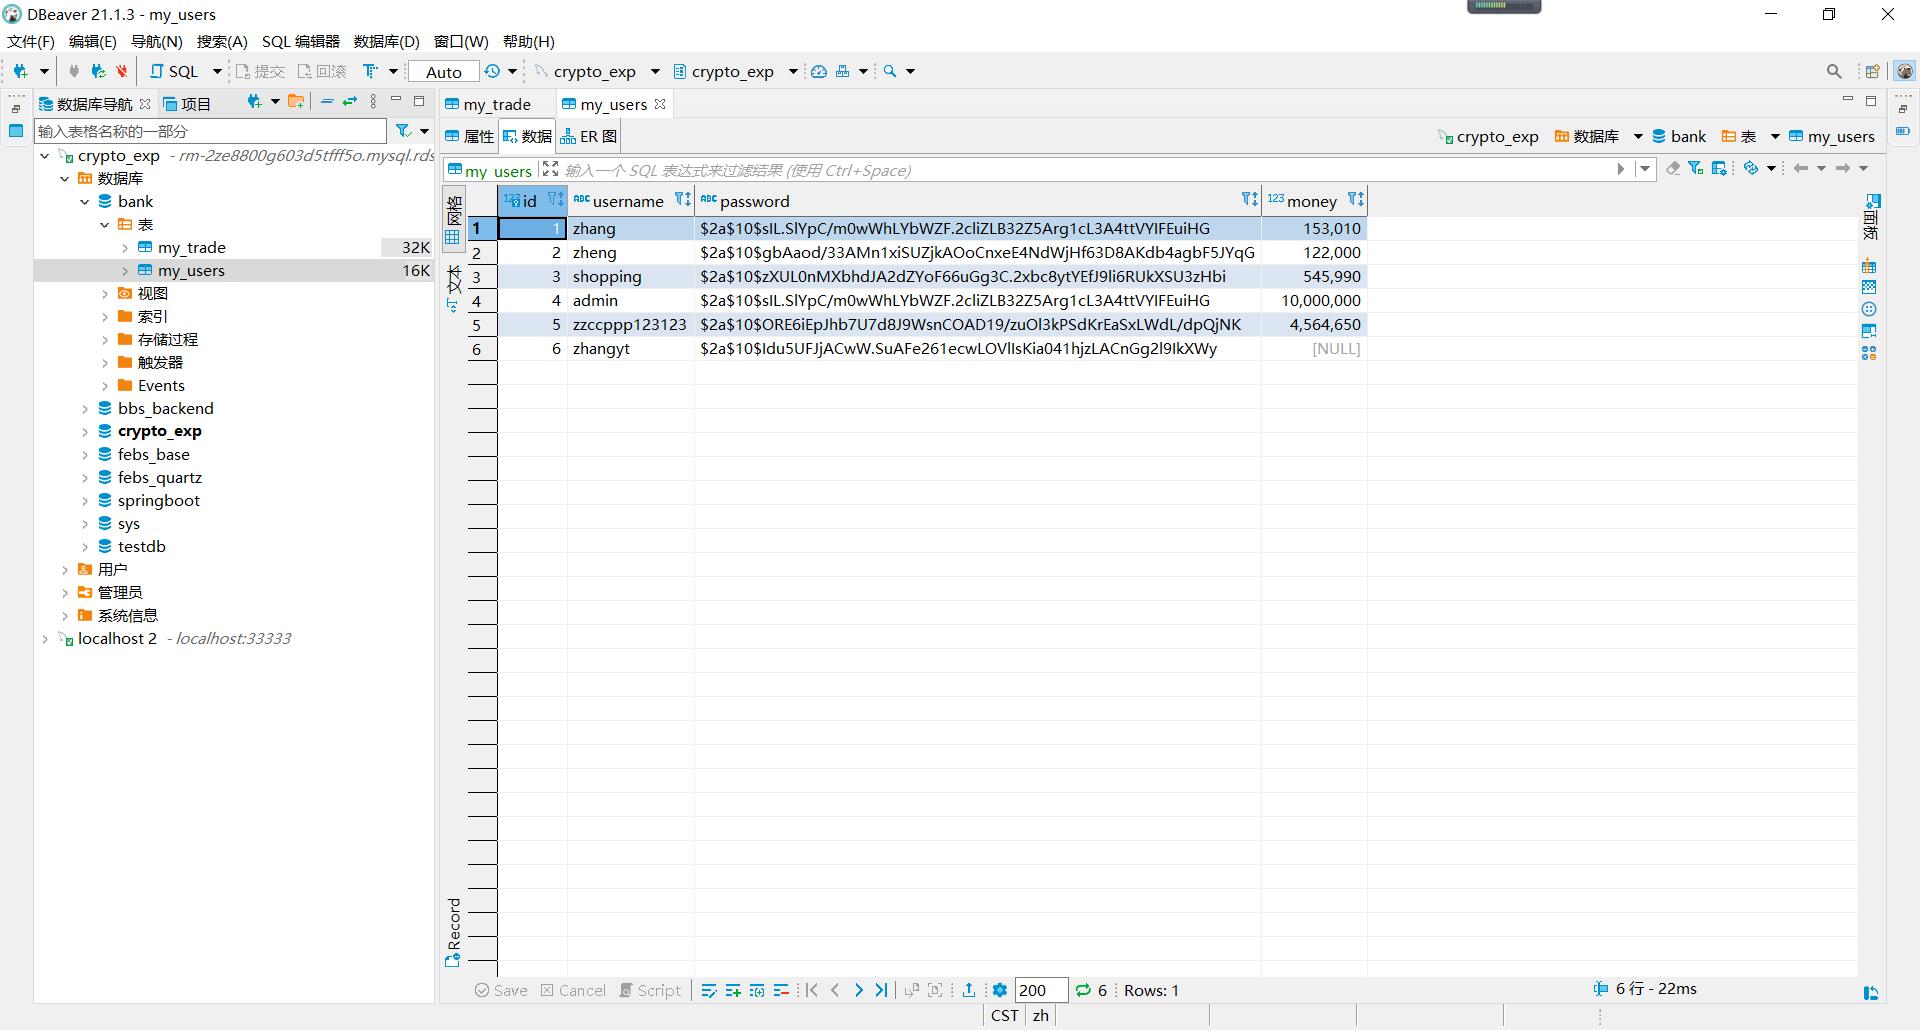 DBeaver 21.1.3 - my_users
文件(F) 编辑(E) 导航(N) 搜索(A) SQL 编辑器 数据库(D) 窗口(W) 帮助(H)
SQL 提交 回滚 Auto crypto_exp crypto_exp
数据库导航 项目
输入表格名称的一部分
crypto_exp - rm-2ze8800g603d5tfff5o.mysql.rds
数据库
bank
表
my_trade 32K
my_users 16K
视图
索引
存储过程
触发器
Events
bbs_backend
crypto_exp
febs_base
febs_quartz
springboot
sys
testdb
用户
管理员
系统信息
localhost 2 - localhost:33333
my_trade my_users
属性 数据 ER 图 crypto_exp 数据库 bank 表 my_users
my_users 输入一个 SQL 表达式来过滤结果 (使用 Ctrl+Space)
网格
文本
Record
面板
123 id ABC username ABC password 123 money
1 1 zhang $2a$10$sIL.SlYpC/m0wWhLYbWZF.2cliZLB32Z5Arg1cL3A4ttVYIFEuiHG 153,010
2 2 zheng $2a$10$gbAaod/33AMn1xiSUZjkAOoCnxeE4NdWjHf63D8AKdb4agbF5JYqG 122,000
3 3 shopping $2a$10$zXUL0nMXbhdJA2dZYoF66uGg3C.2xbc8ytYEfJ9li6RUkXSU3zHbi 545,990
4 4 admin $2a$10$sIL.SlYpC/m0wWhLYbWZF.2cliZLB32Z5Arg1cL3A4ttVYIFEuiHG 10,000,000
5 5 zzccppp123123 $2a$10$ORE6iEpJhb7U7d8J9WsnCOAD19/zuOl3kPSdKrEaSxLWdL/dpQjNK 4,564,650
6 6 zhangyt $2a$10$Idu5UFJjACwW.SuAFe261ecwLOVlIsKia041hjzLACnGg2l9IkXWy [NULL]
Save Cancel Script 200 6 Rows: 1 6 行 - 22ms
CST zh